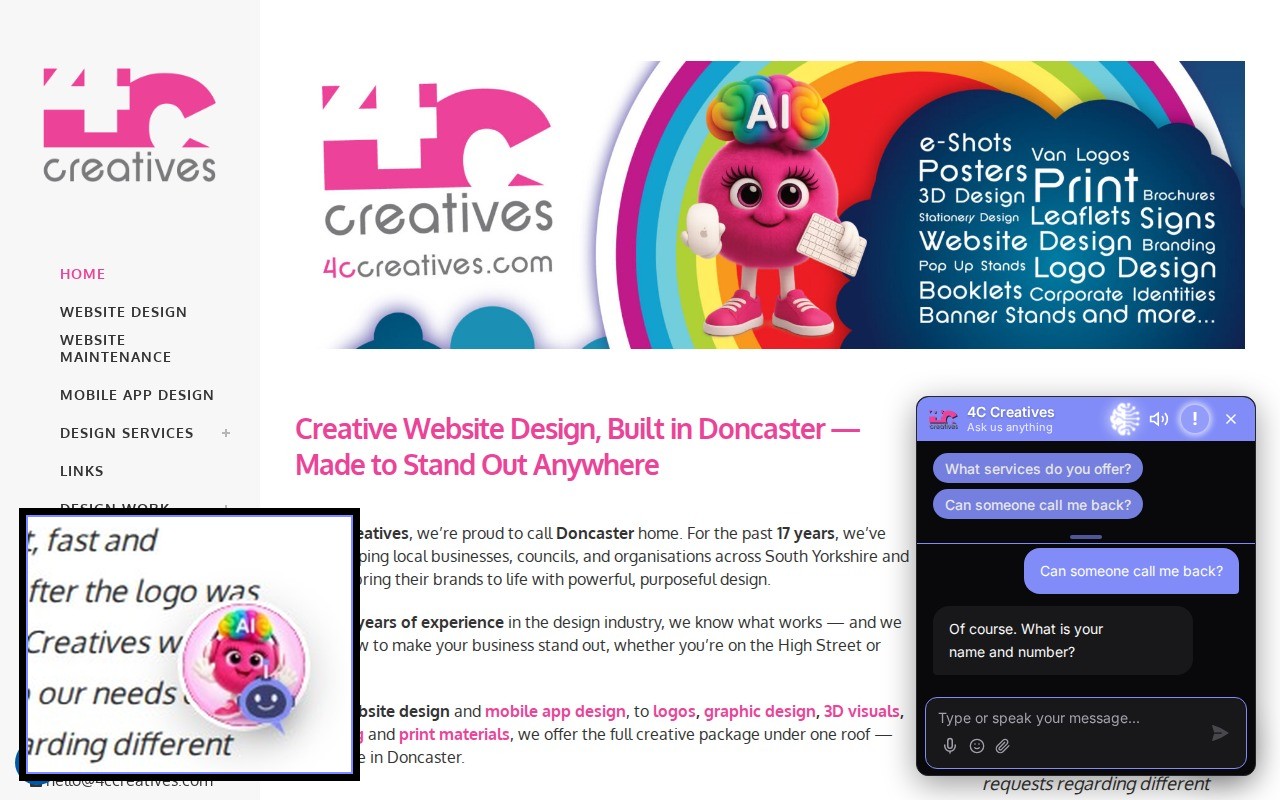 4c
creatives
HOME
WEBSITE DESIGN
WEBSITE
MAINTENANCE
MOBILE APP DESIGN
DESIGN SERVICES +
LINKS
DESIGN WORK
hello@4ccreatives.com
4c
creatives
4ccreatives.com
AI
e-Shots
Van Logos
Posters
Print
3D Design
Brochures
Stationery Design
Leaflets
Signs
Website Design
Branding
Pop Up Stands
Logo Design
Booklets
Corporate Identities
Banner Stands
and more...
Creative Website Design, Built in Doncaster —
Made to Stand Out Anywhere
eatives, we’re proud to call Doncaster home. For the past 17 years, we’ve
ping local businesses, councils, and organisations across South Yorkshire and
bring their brands to life with powerful, purposeful design.
years of experience in the design industry, we know what works — and we
w to make your business stand out, whether you’re on the High Street or
bsite design and mobile app design, to logos, graphic design, 3D visuals,
g and print materials, we offer the full creative package under one roof —
e in Doncaster.
t, fast and
fter the logo was
Creatives w
our needs
arding different
AI
4C
creatives
4C Creatives
Ask us anything
!
What services do you offer?
Can someone call me back?
Can someone call me back?
Of course. What is your
name and number?
Type or speak your message...
requests regarding different